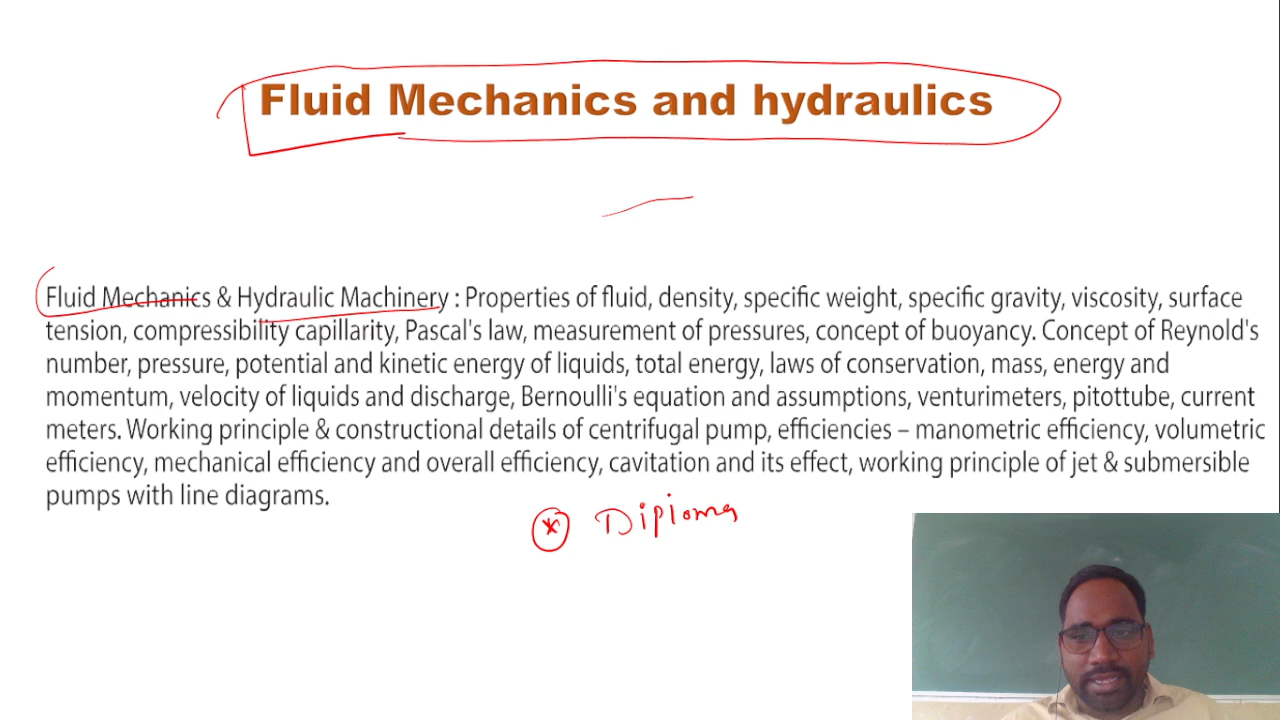 Fluid Mechanics and hydraulics
Fluid Mechanics & Hydraulic Machinery : Properties of fluid, density, specific weight, specific gravity, viscosity, surface
tension, compressibility capillarity, Pascal's law, measurement of pressures, concept of buoyancy. Concept of Reynold's
number, pressure, potential and kinetic energy of liquids, total energy, laws of conservation, mass, energy and
momentum, velocity of liquids and discharge, Bernoulli's equation and assumptions, venturimeters, pitottube, current
meters. Working principle & constructional details of centrifugal pump, efficiencies – manometric efficiency, volumetric
efficiency, mechanical efficiency and overall efficiency, cavitation and its effect, working principle of jet & submersible
pumps with line diagrams.
* Diploma